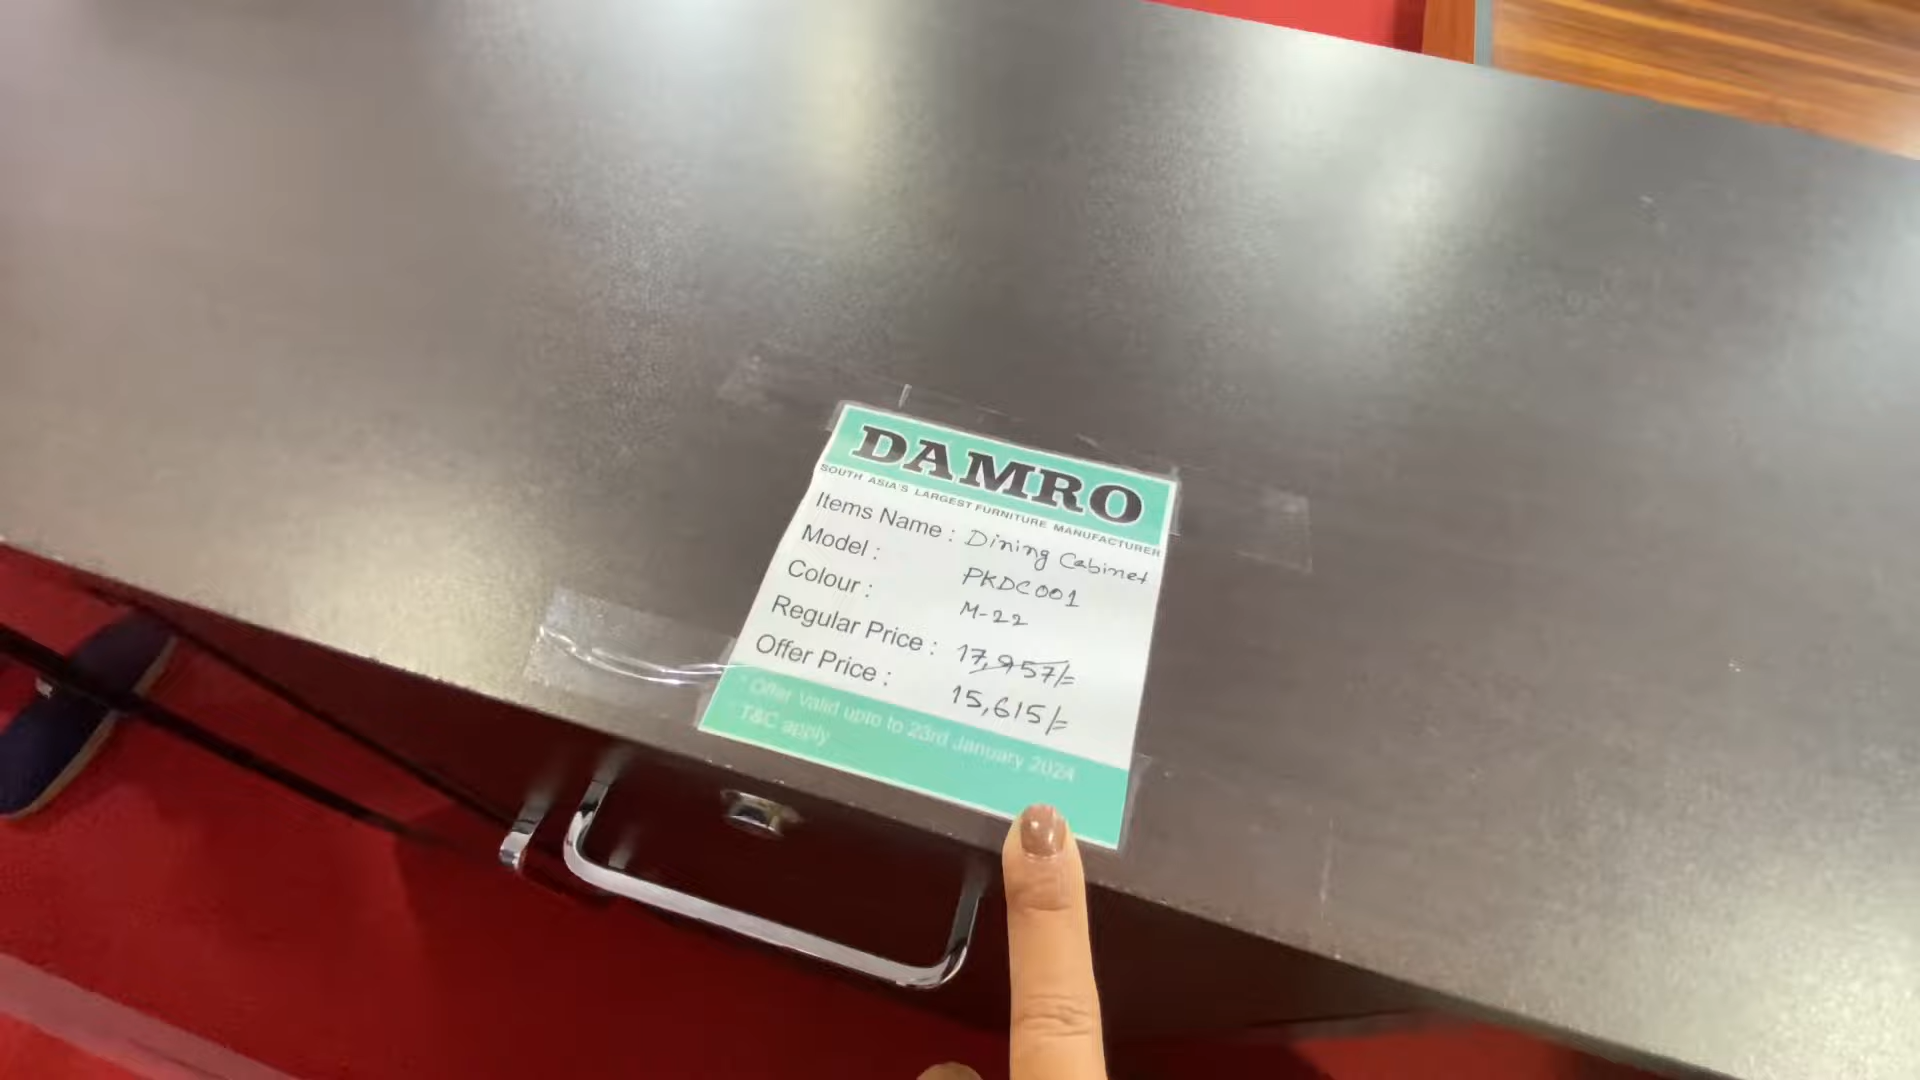 DAMRO
SOUTH ASIA'S LARGEST FURNITURE MANUFACTURER
Items Name : Dining Cabinet
Model : PKDC001
Colour : M-22
Regular Price : 17,957/=
Offer Price : 15,615/=
* Offer valid upto to 23rd January 2024
T&C apply